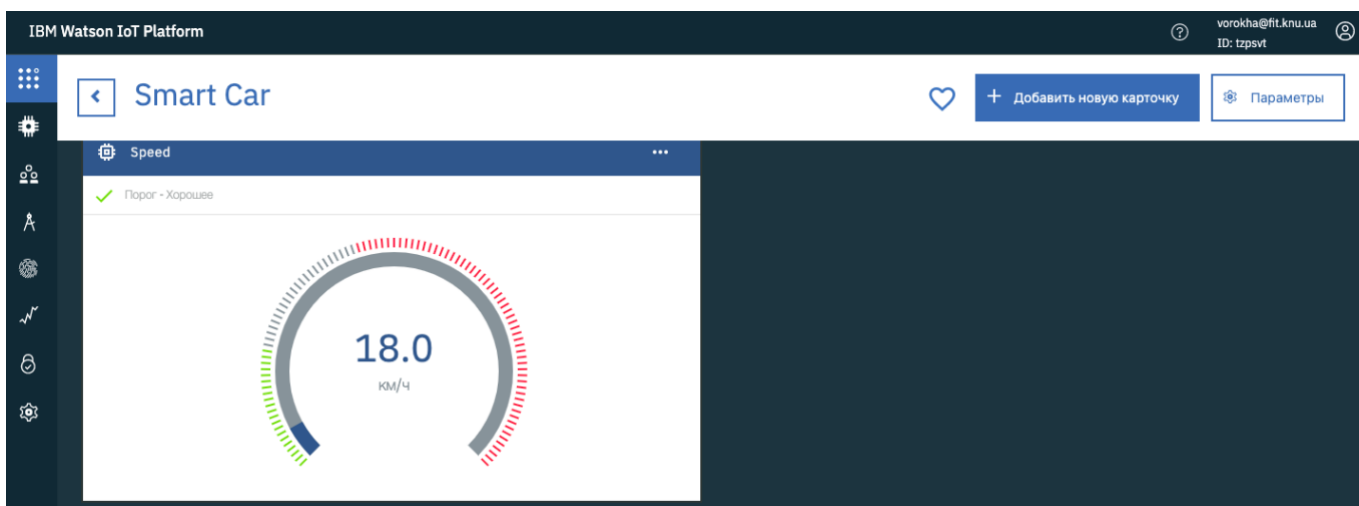 IBM Watson IoT Platform
vorokha@fit.knu.ua
ID: tzpsvt
Smart Car
Добавить новую карточку
Параметры
Speed
Порог - Хорошее
18.0
км/ч